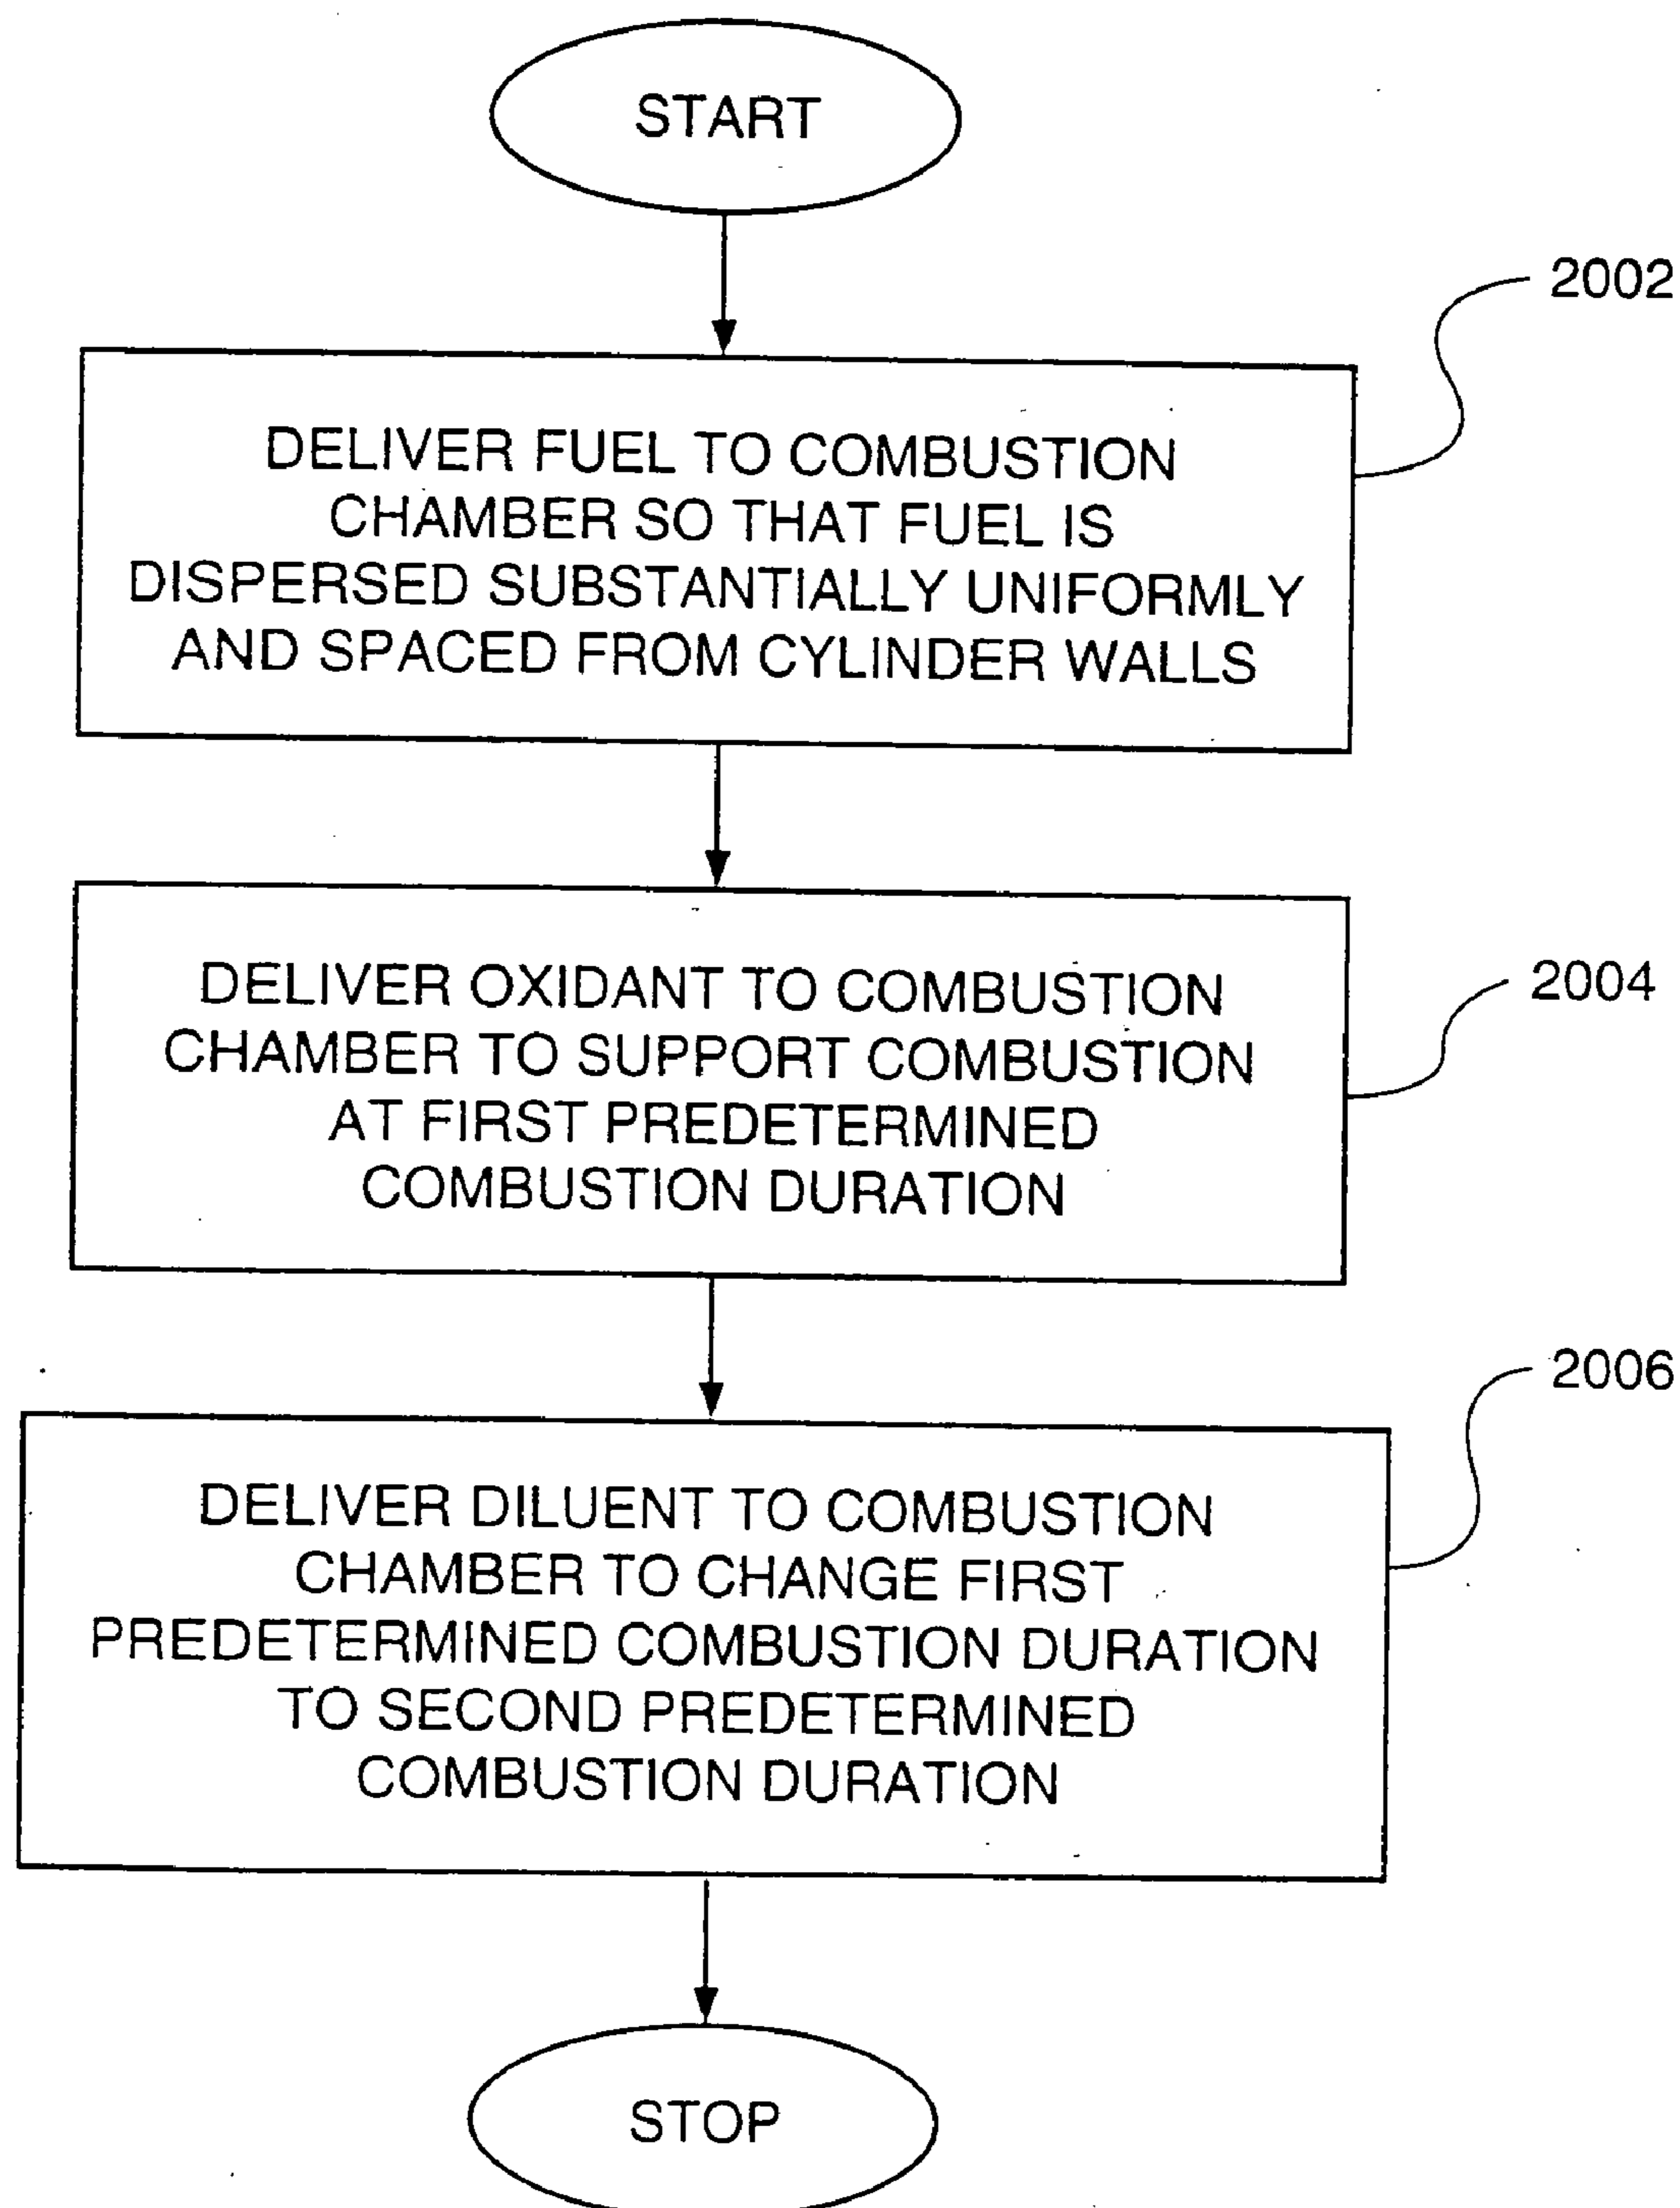 START
2002
DELIVER FUEL TO COMBUSTION
CHAMBER SO THAT FUEL IS
DISPERSED SUBSTANTIALLY UNIFORMLY
AND SPACED FROM CYLINDER WALLS
2004
DELIVER OXIDANT TO COMBUSTION
CHAMBER TO SUPPORT COMBUSTION
AT FIRST PREDETERMINED
COMBUSTION DURATION
2006
DELIVER DILUENT TO COMBUSTION
CHAMBER TO CHANGE FIRST
PREDETERMINED COMBUSTION DURATION
TO SECOND PREDETERMINED
COMBUSTION DURATION
STOP